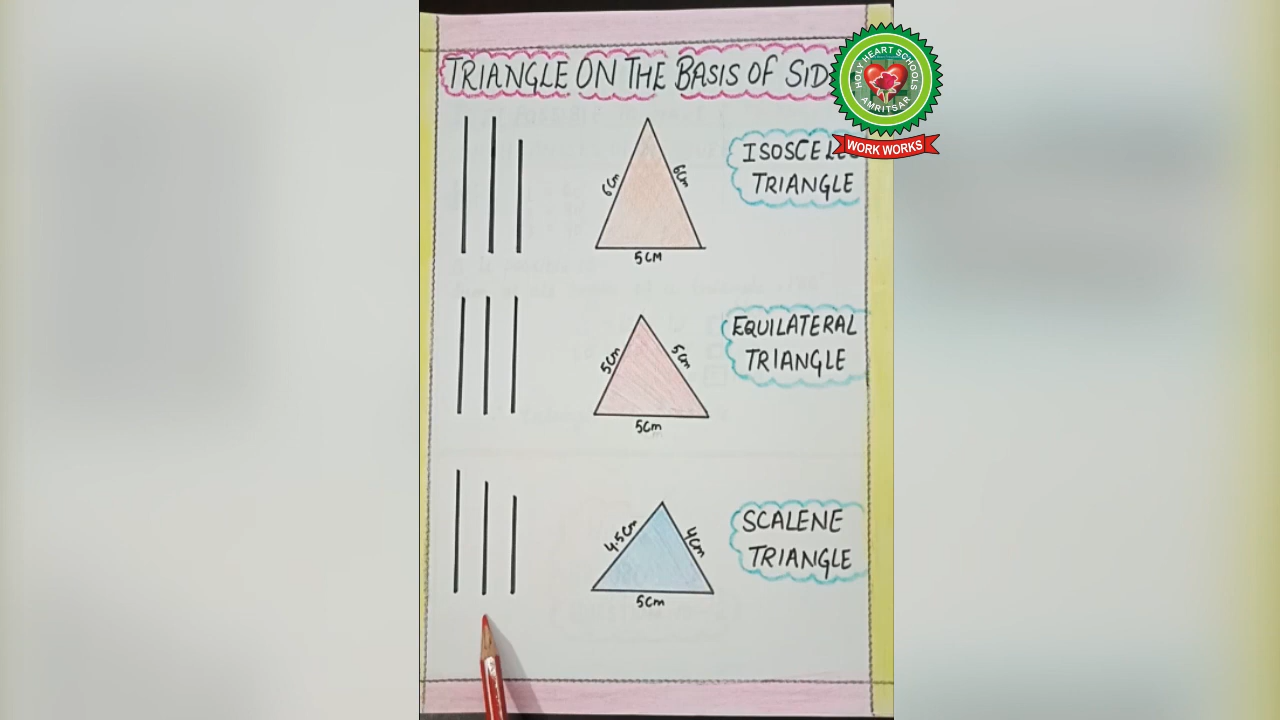 TRIANGLE ON THE BASIS OF SID
HOLY HEART SCHOOLS
AMRITSAR
WORK WORKS
6cm
6cm
5CM
ISOSCELES
TRIANGLE
5cm
5cm
5cm
EQUILATERAL
TRIANGLE
4.5cm
4cm
5cm
SCALENE
TRIANGLE